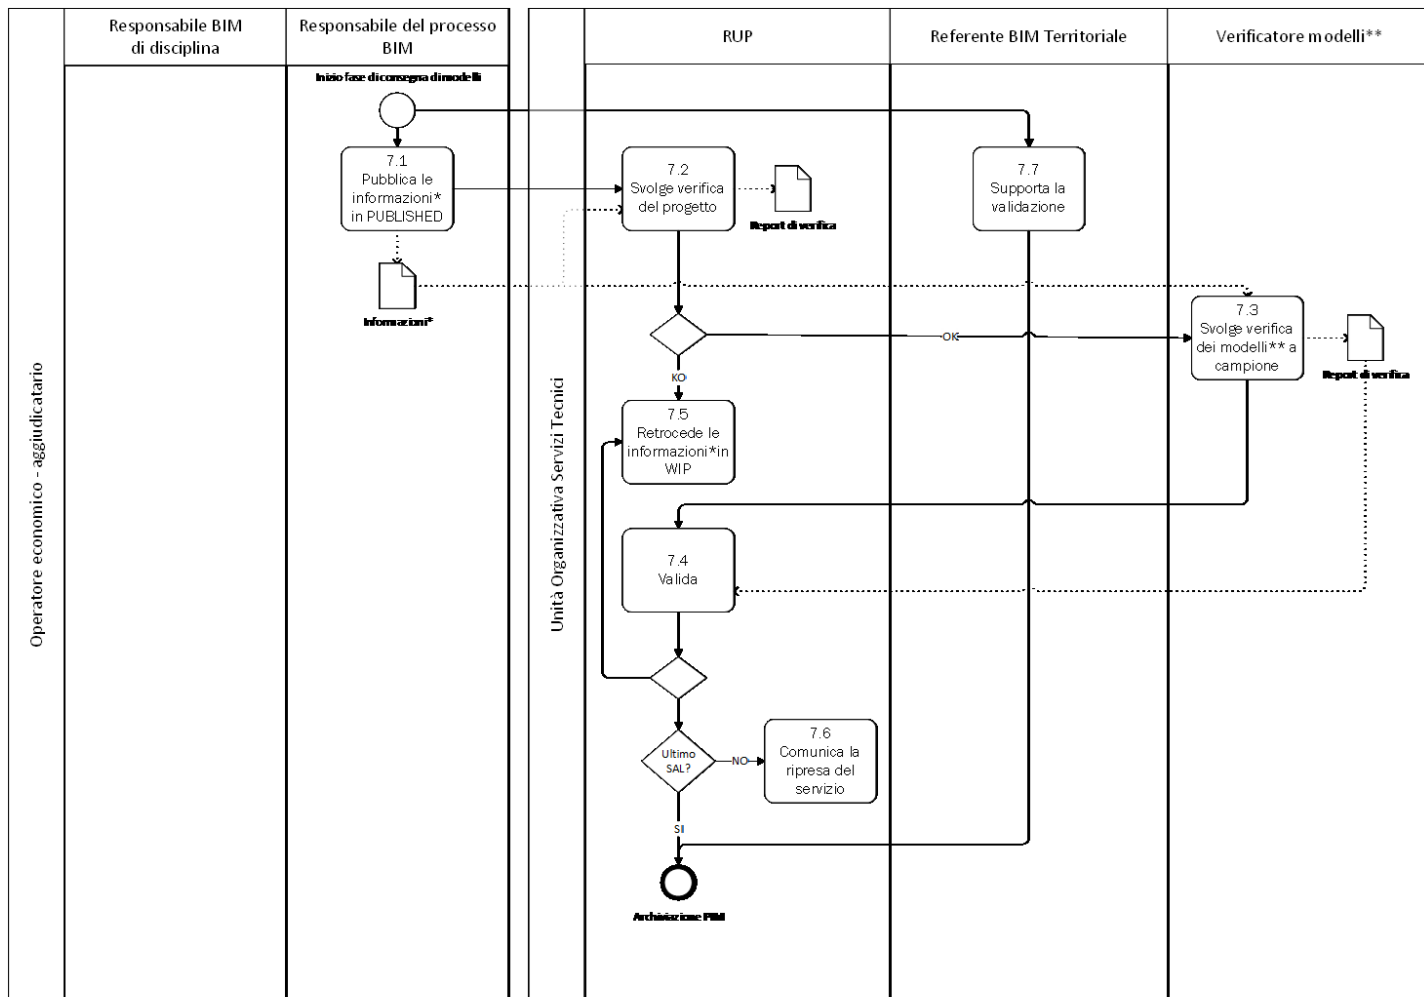 Responsabile BIM
di disciplina
Responsabile del processo
BIM
RUP
Referente BIM Territoriale
Verificatore modelli**
Operatore economico - aggiudicatario
Unità Organizzativa Servizi Tecnici
Inizio fase di consegna di modelli
7.1
Pubblica le
informazioni*
in PUBLISHED
Informazioni*
7.2
Svolge verifica
del progetto
Report di verifica
7.7
Supporta la
validazione
OK
7.3
Svolge verifica
dei modelli** a
campione
Report di verifica
KO
7.5
Retrocede le
informazioni*in
WIP
7.4
Valida
Ultimo
SAL?
NO
7.6
Comunica la
ripresa del
servizio
SI
Archiviazione PIM